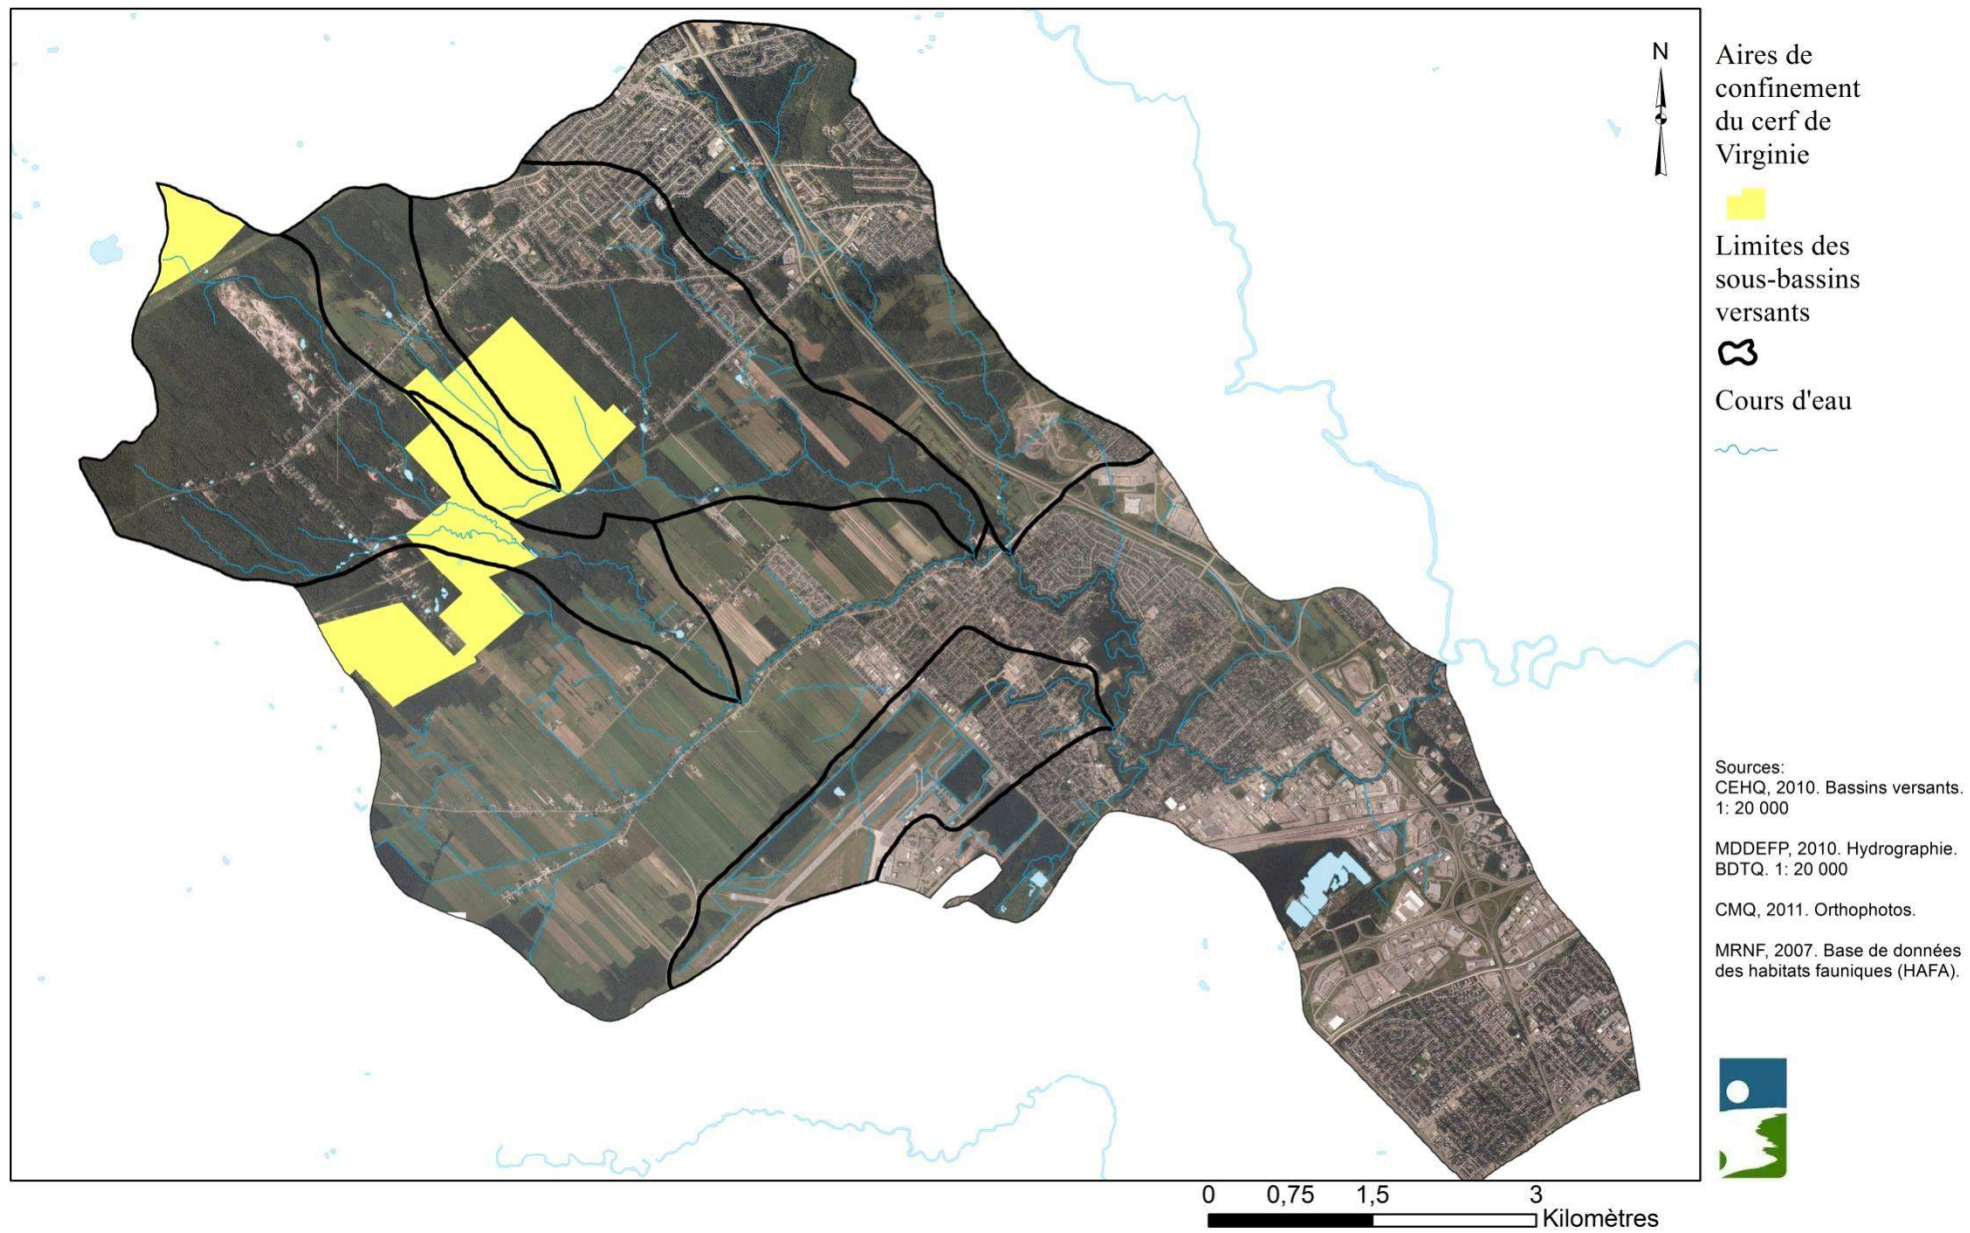 N
Aires de
confinement
du cerf de
Virginie
Limites des
sous-bassins
versants
Cours d'eau
Sources:
CEHQ, 2010. Bassins versants.
1: 20 000
MDDEFP, 2010. Hydrographie.
BDTQ. 1: 20 000
CMQ, 2011. Orthophotos.
MRNF, 2007. Base de données
des habitats fauniques (HAFA).
0 0,75 1,5 3
Kilomètres